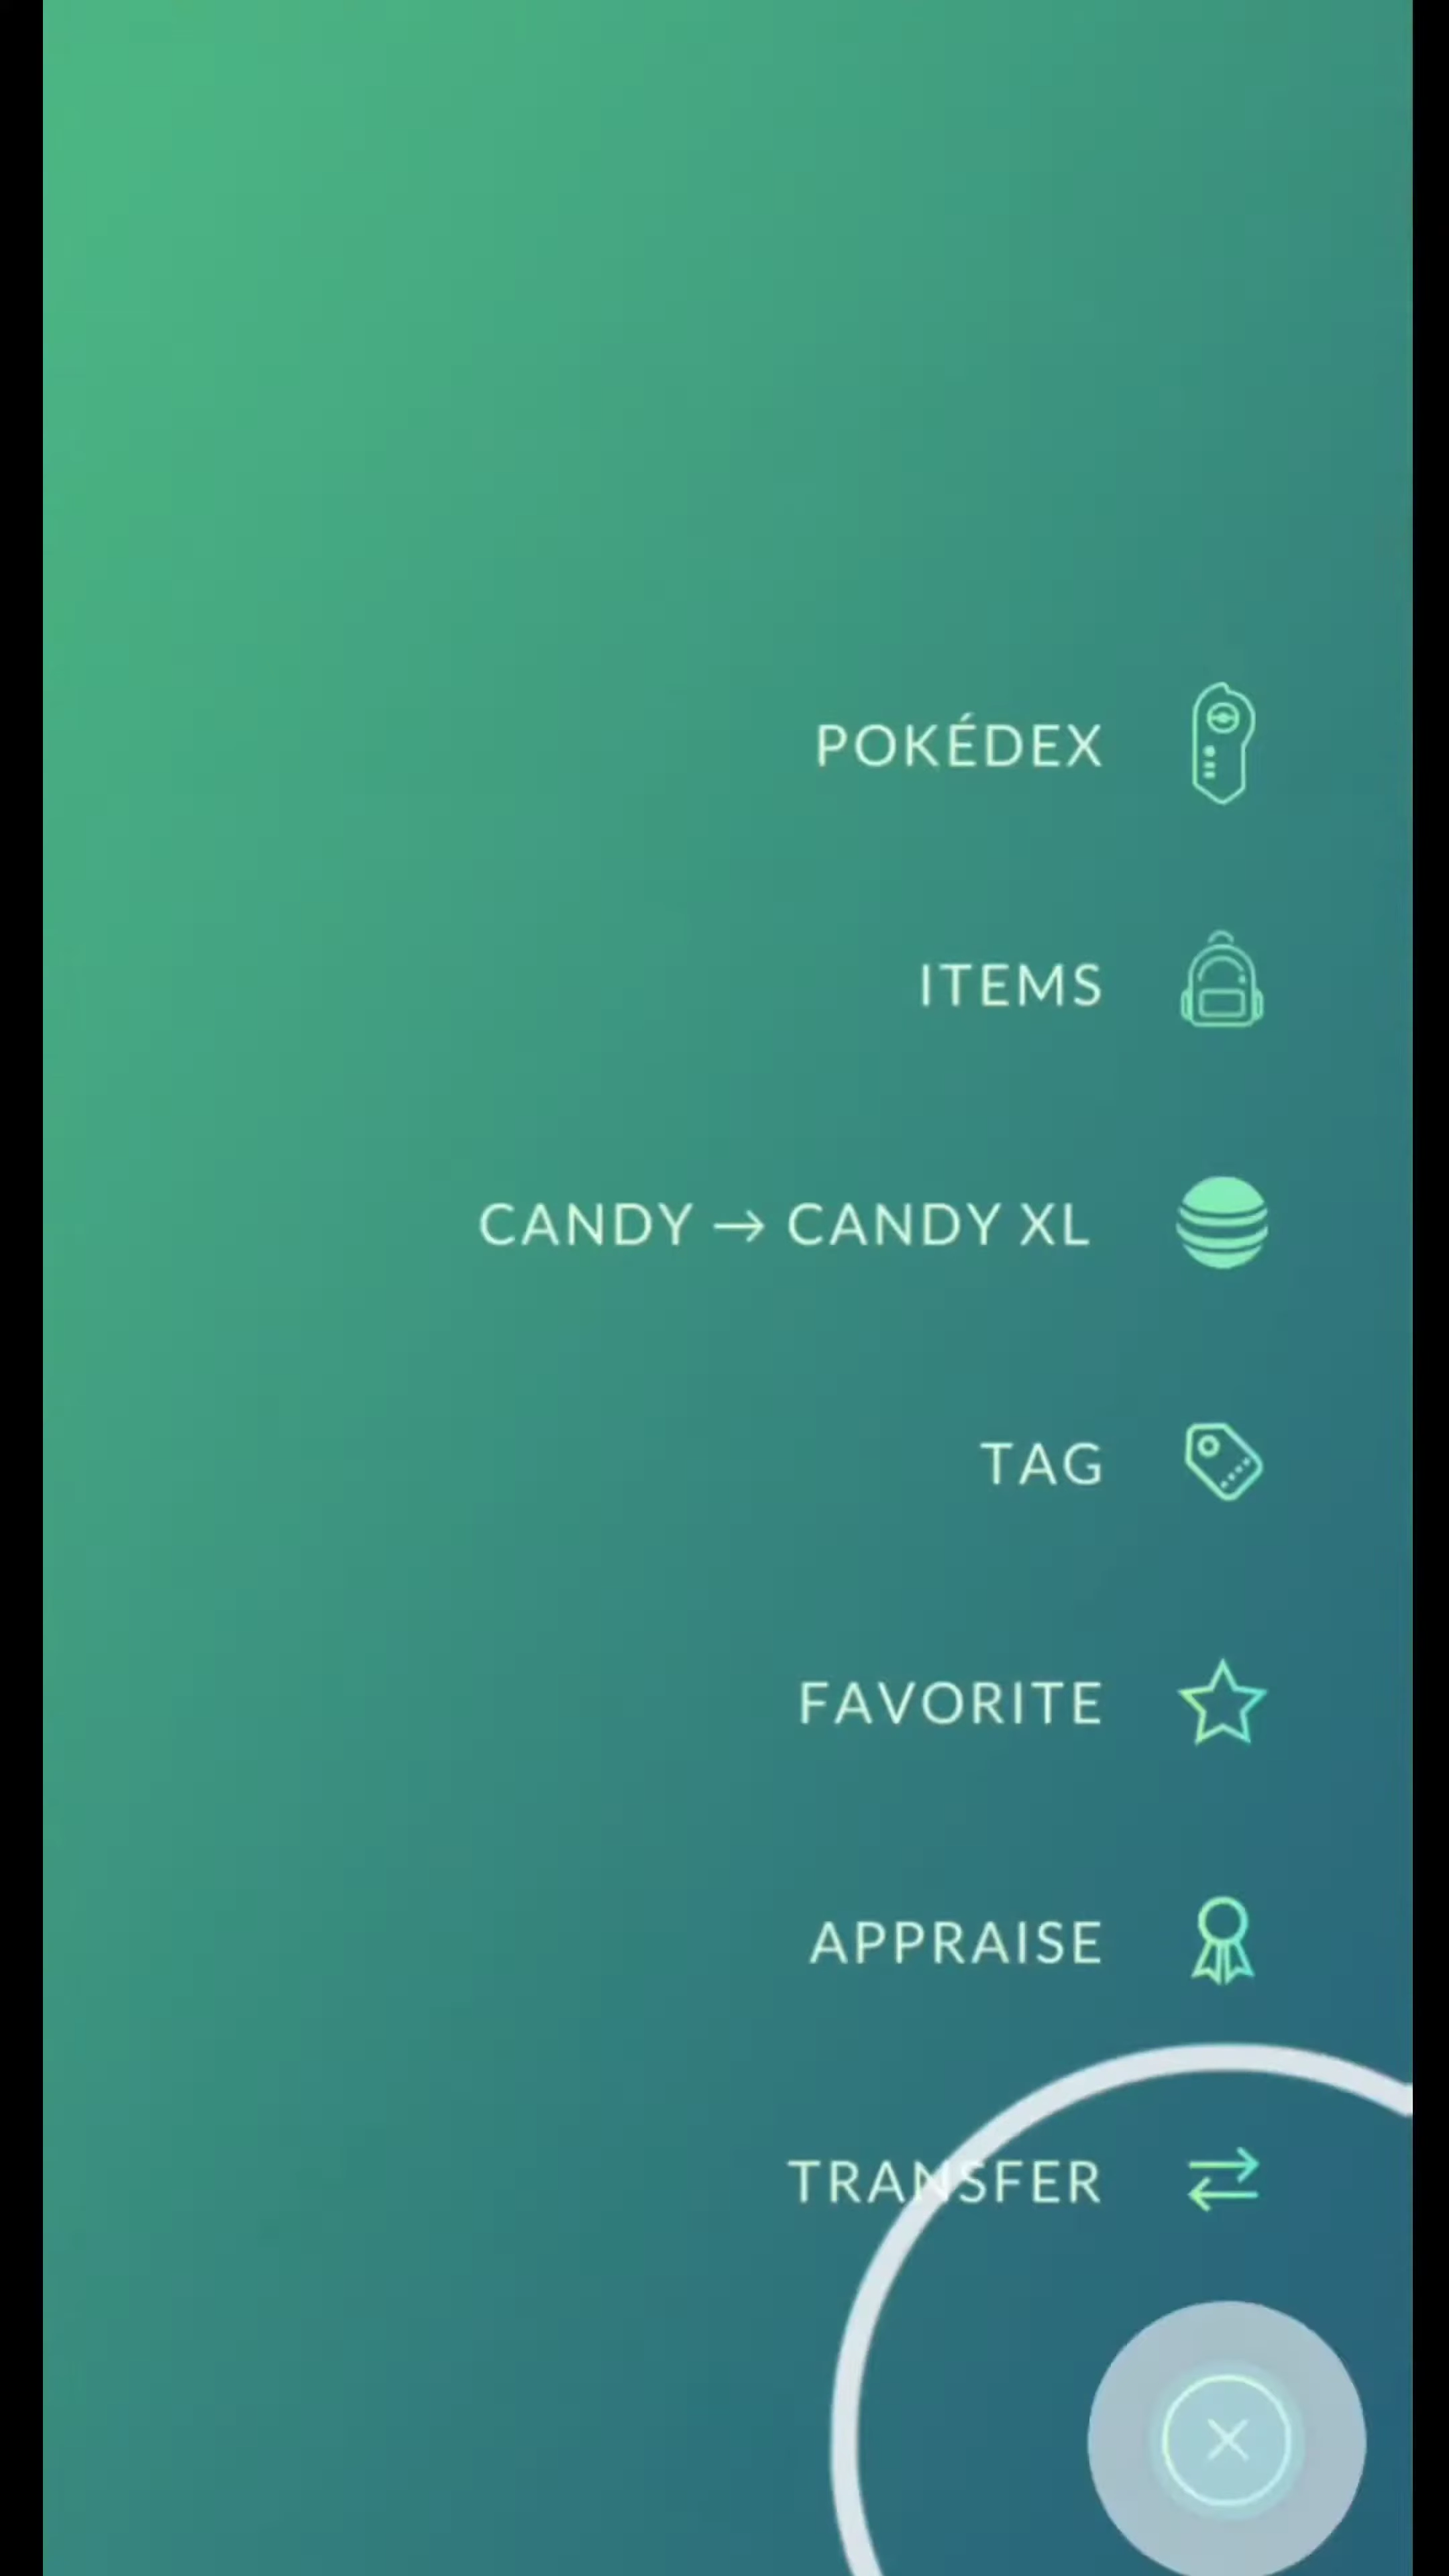 POKÉDEX
ITEMS
CANDY → CANDY XL
TAG
FAVORITE
APPRAISE
TRANSFER